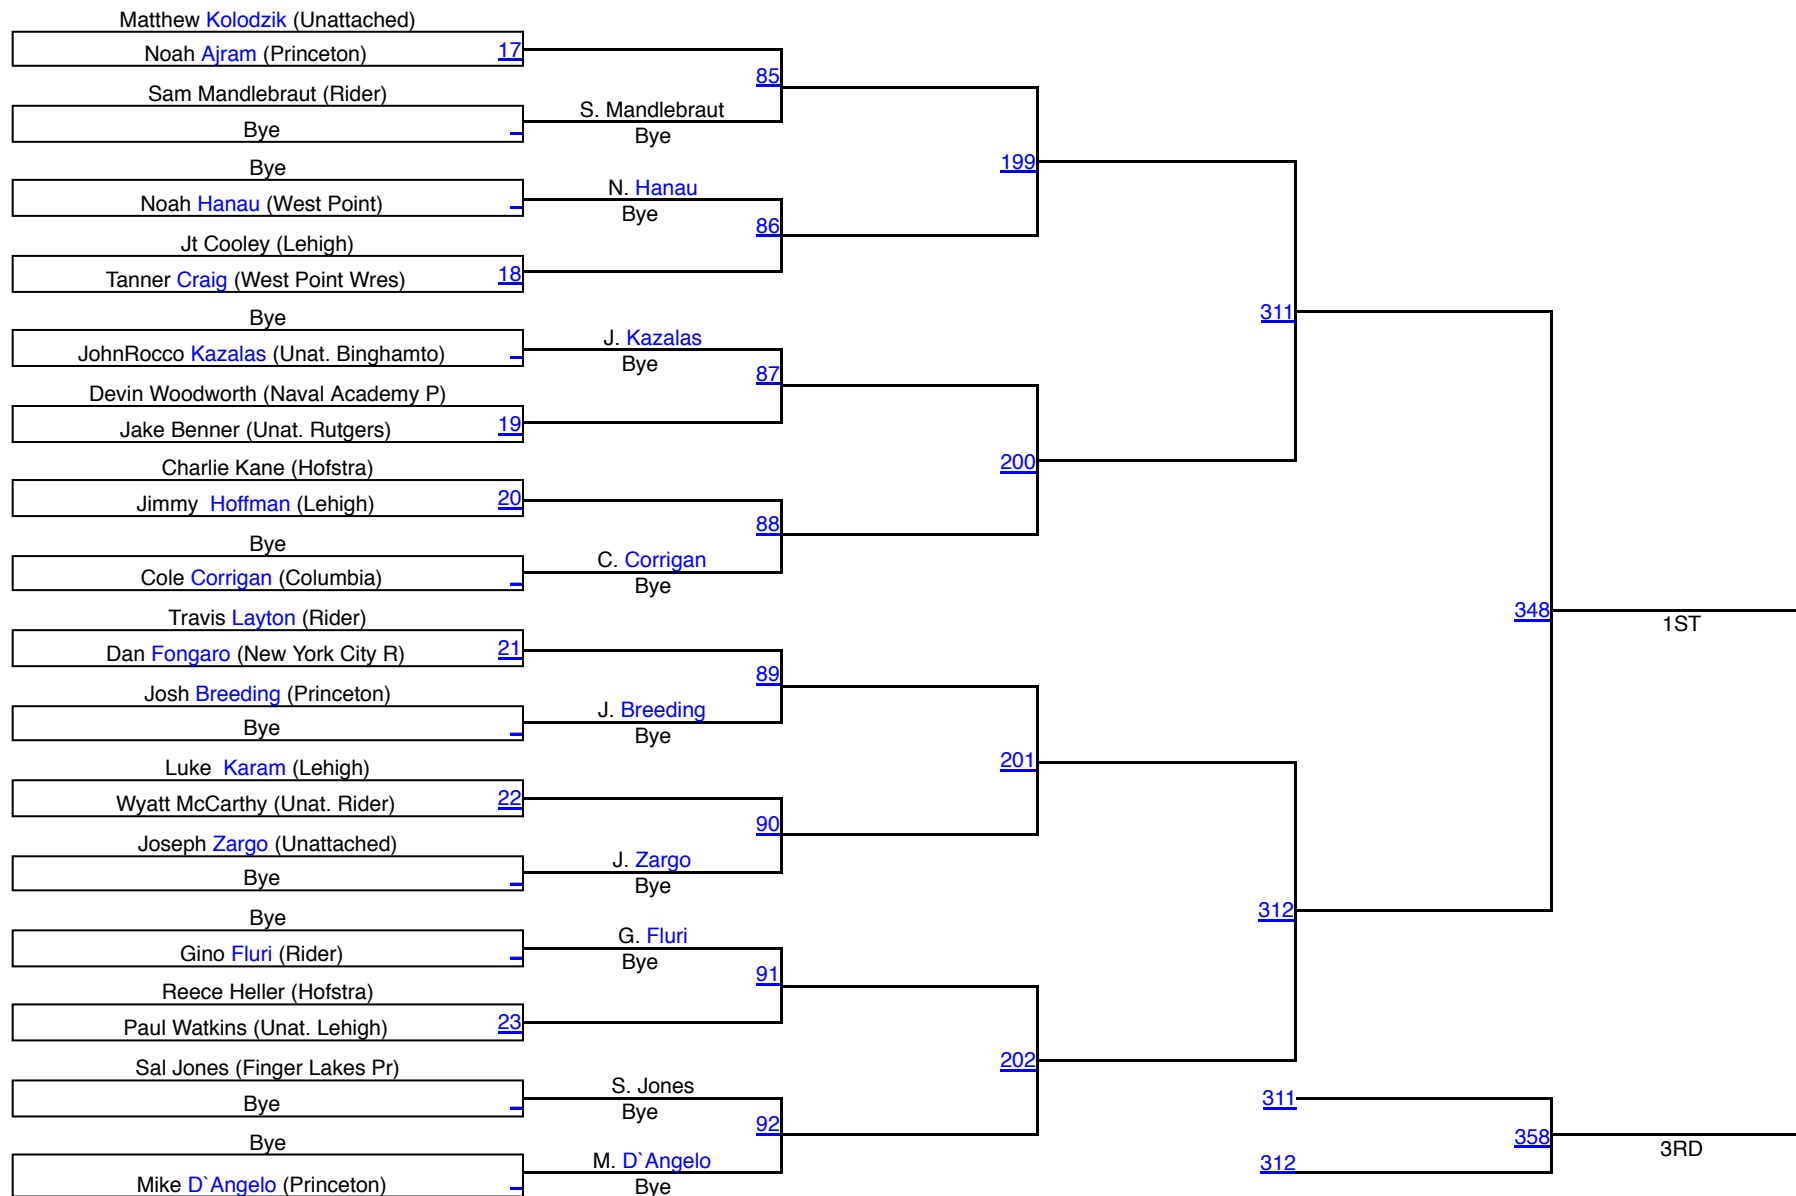 Matthew Kolodzik (Unattached)
Noah Ajram (Princeton)
17
Sam Mandlebraut (Rider)
Bye
Bye
Noah Hanau (West Point)
Jt Cooley (Lehigh)
Tanner Craig (West Point Wres)
18
Bye
JohnRocco Kazalas (Unat. Binghamto)
Devin Woodworth (Naval Academy P)
Jake Benner (Unat. Rutgers)
19
Charlie Kane (Hofstra)
Jimmy  Hoffman (Lehigh)
20
Bye
Cole Corrigan (Columbia)
Travis Layton (Rider)
Dan Fongaro (New York City R)
21
Josh Breeding (Princeton)
Bye
Luke  Karam (Lehigh)
Wyatt McCarthy (Unat. Rider)
22
Joseph Zargo (Unattached)
Bye
Bye
Gino Fluri (Rider)
Reece Heller (Hofstra)
Paul Watkins (Unat. Lehigh)
23
Sal Jones (Finger Lakes Pr)
Bye
Bye
Mike D`Angelo (Princeton)
85
S. Mandlebraut
Bye
N. Hanau
Bye
86
J. Kazalas
Bye
87
88
C. Corrigan
Bye
89
J. Breeding
Bye
90
J. Zargo
Bye
G. Fluri
Bye
91
S. Jones
Bye
92
M. D`Angelo
Bye
199
200
201
202
311
312
348
1ST
311
312
358
3RD